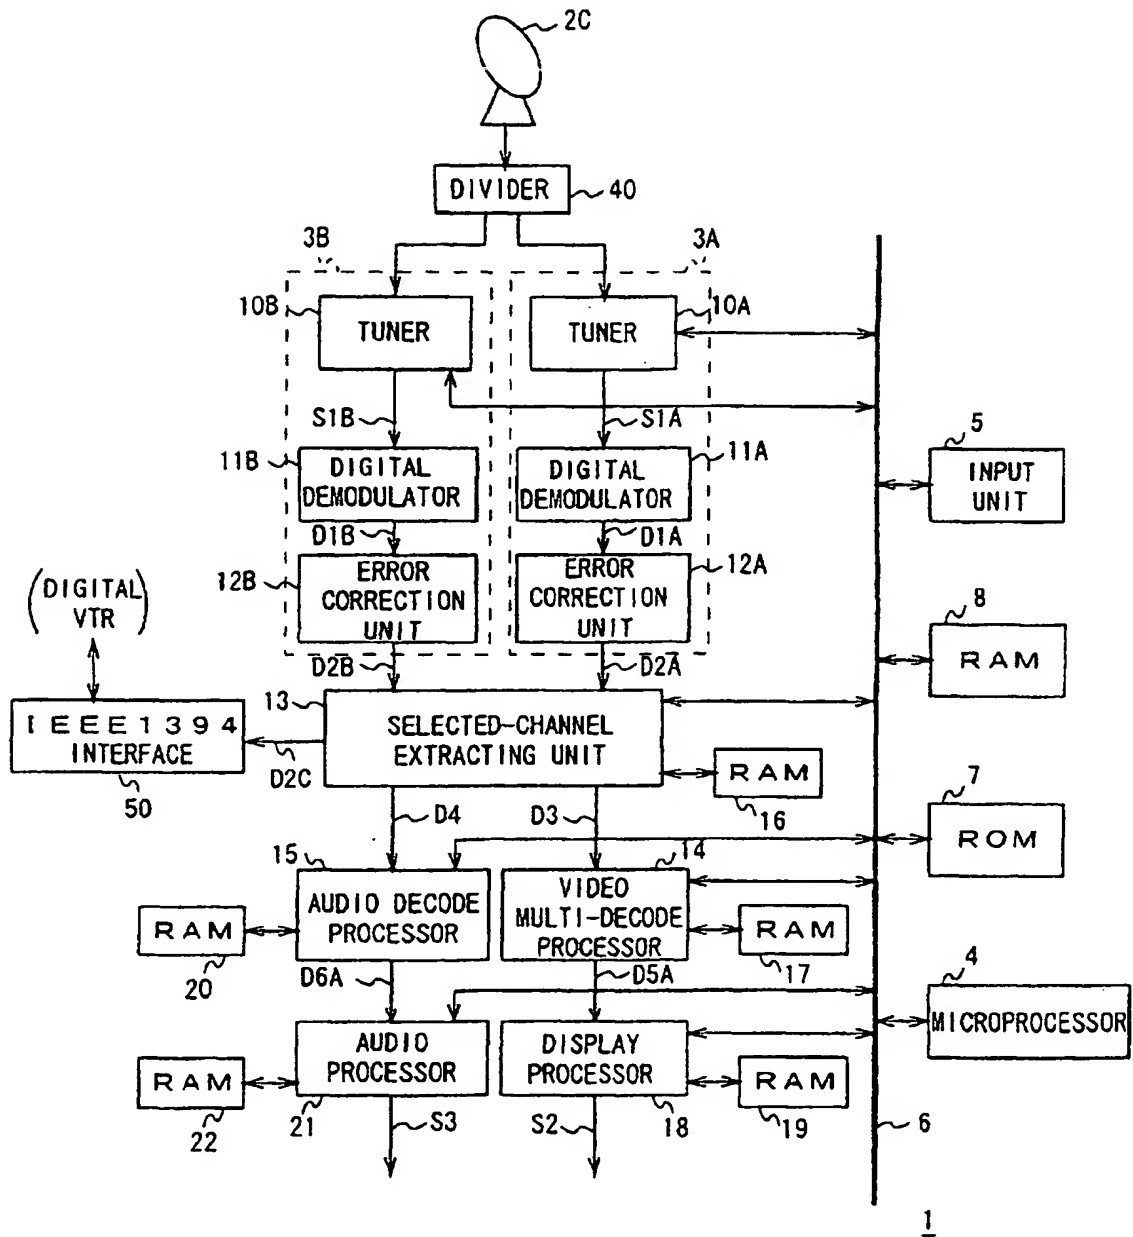 2C
DIVIDER
40
3B
3A
10B
TUNER
TUNER
10A
S1B
S1A
11B
DIGITAL
DEMODULATOR
DIGITAL
DEMODULATOR
11A
5
INPUT
UNIT
D1B
D1A
12B
ERROR
CORRECTION
UNIT
ERROR
CORRECTION
UNIT
12A
(DIGITAL
VTR)
8
RAM
D2B
D2A
13
SELECTED-CHANNEL
EXTRACTING UNIT
IEEE1394
INTERFACE
D2C
50
RAM
16
7
ROM
D4
D3
15
AUDIO DECODE
PROCESSOR
14
VIDEO
MULTI-DECODE
PROCESSOR
RAM
20
RAM
17
D6A
D5A
4
MICROPROCESSOR
AUDIO
PROCESSOR
DISPLAY
PROCESSOR
RAM
22
21
S3
S2
18
RAM
19
6
1